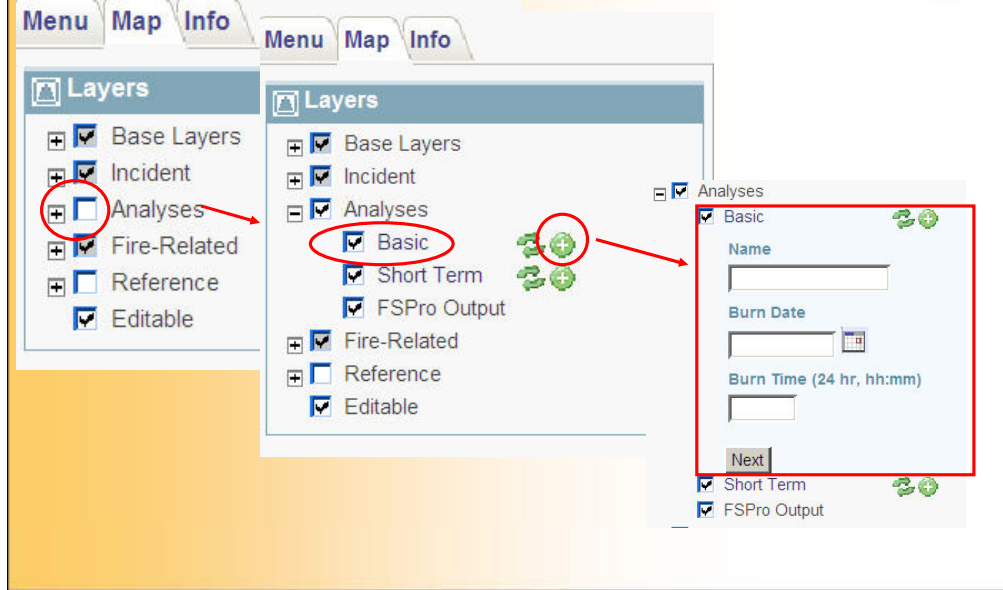 Menu Map Info
Layers
Base Layers
Incident
Analyses
Fire-Related
Reference
Editable
Menu Map Info
Layers
Base Layers
Incident
Analyses
Basic
Short Term
FSPro Output
Fire-Related
Reference
Editable
Analyses
Basic
Name
Burn Date
Burn Time (24 hr, hh:mm)
Next
Short Term
FSPro Output